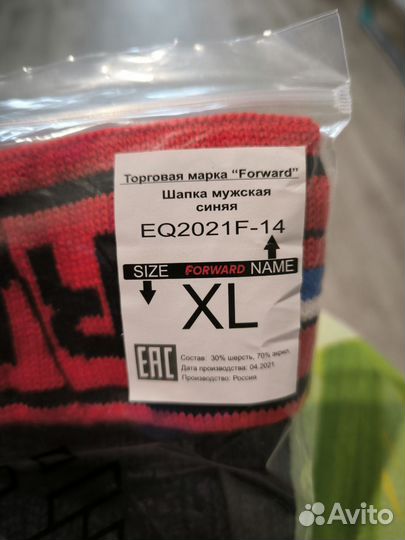 Торговая марка "Forward"
Шапка мужская
синяя
EQ2021F-14
SIZE FORWARD NAME
XL
EAC
Состав: 30% шерсть, 70% акрил.
Дата производства: 04.2021
Производство: Россия
Avito